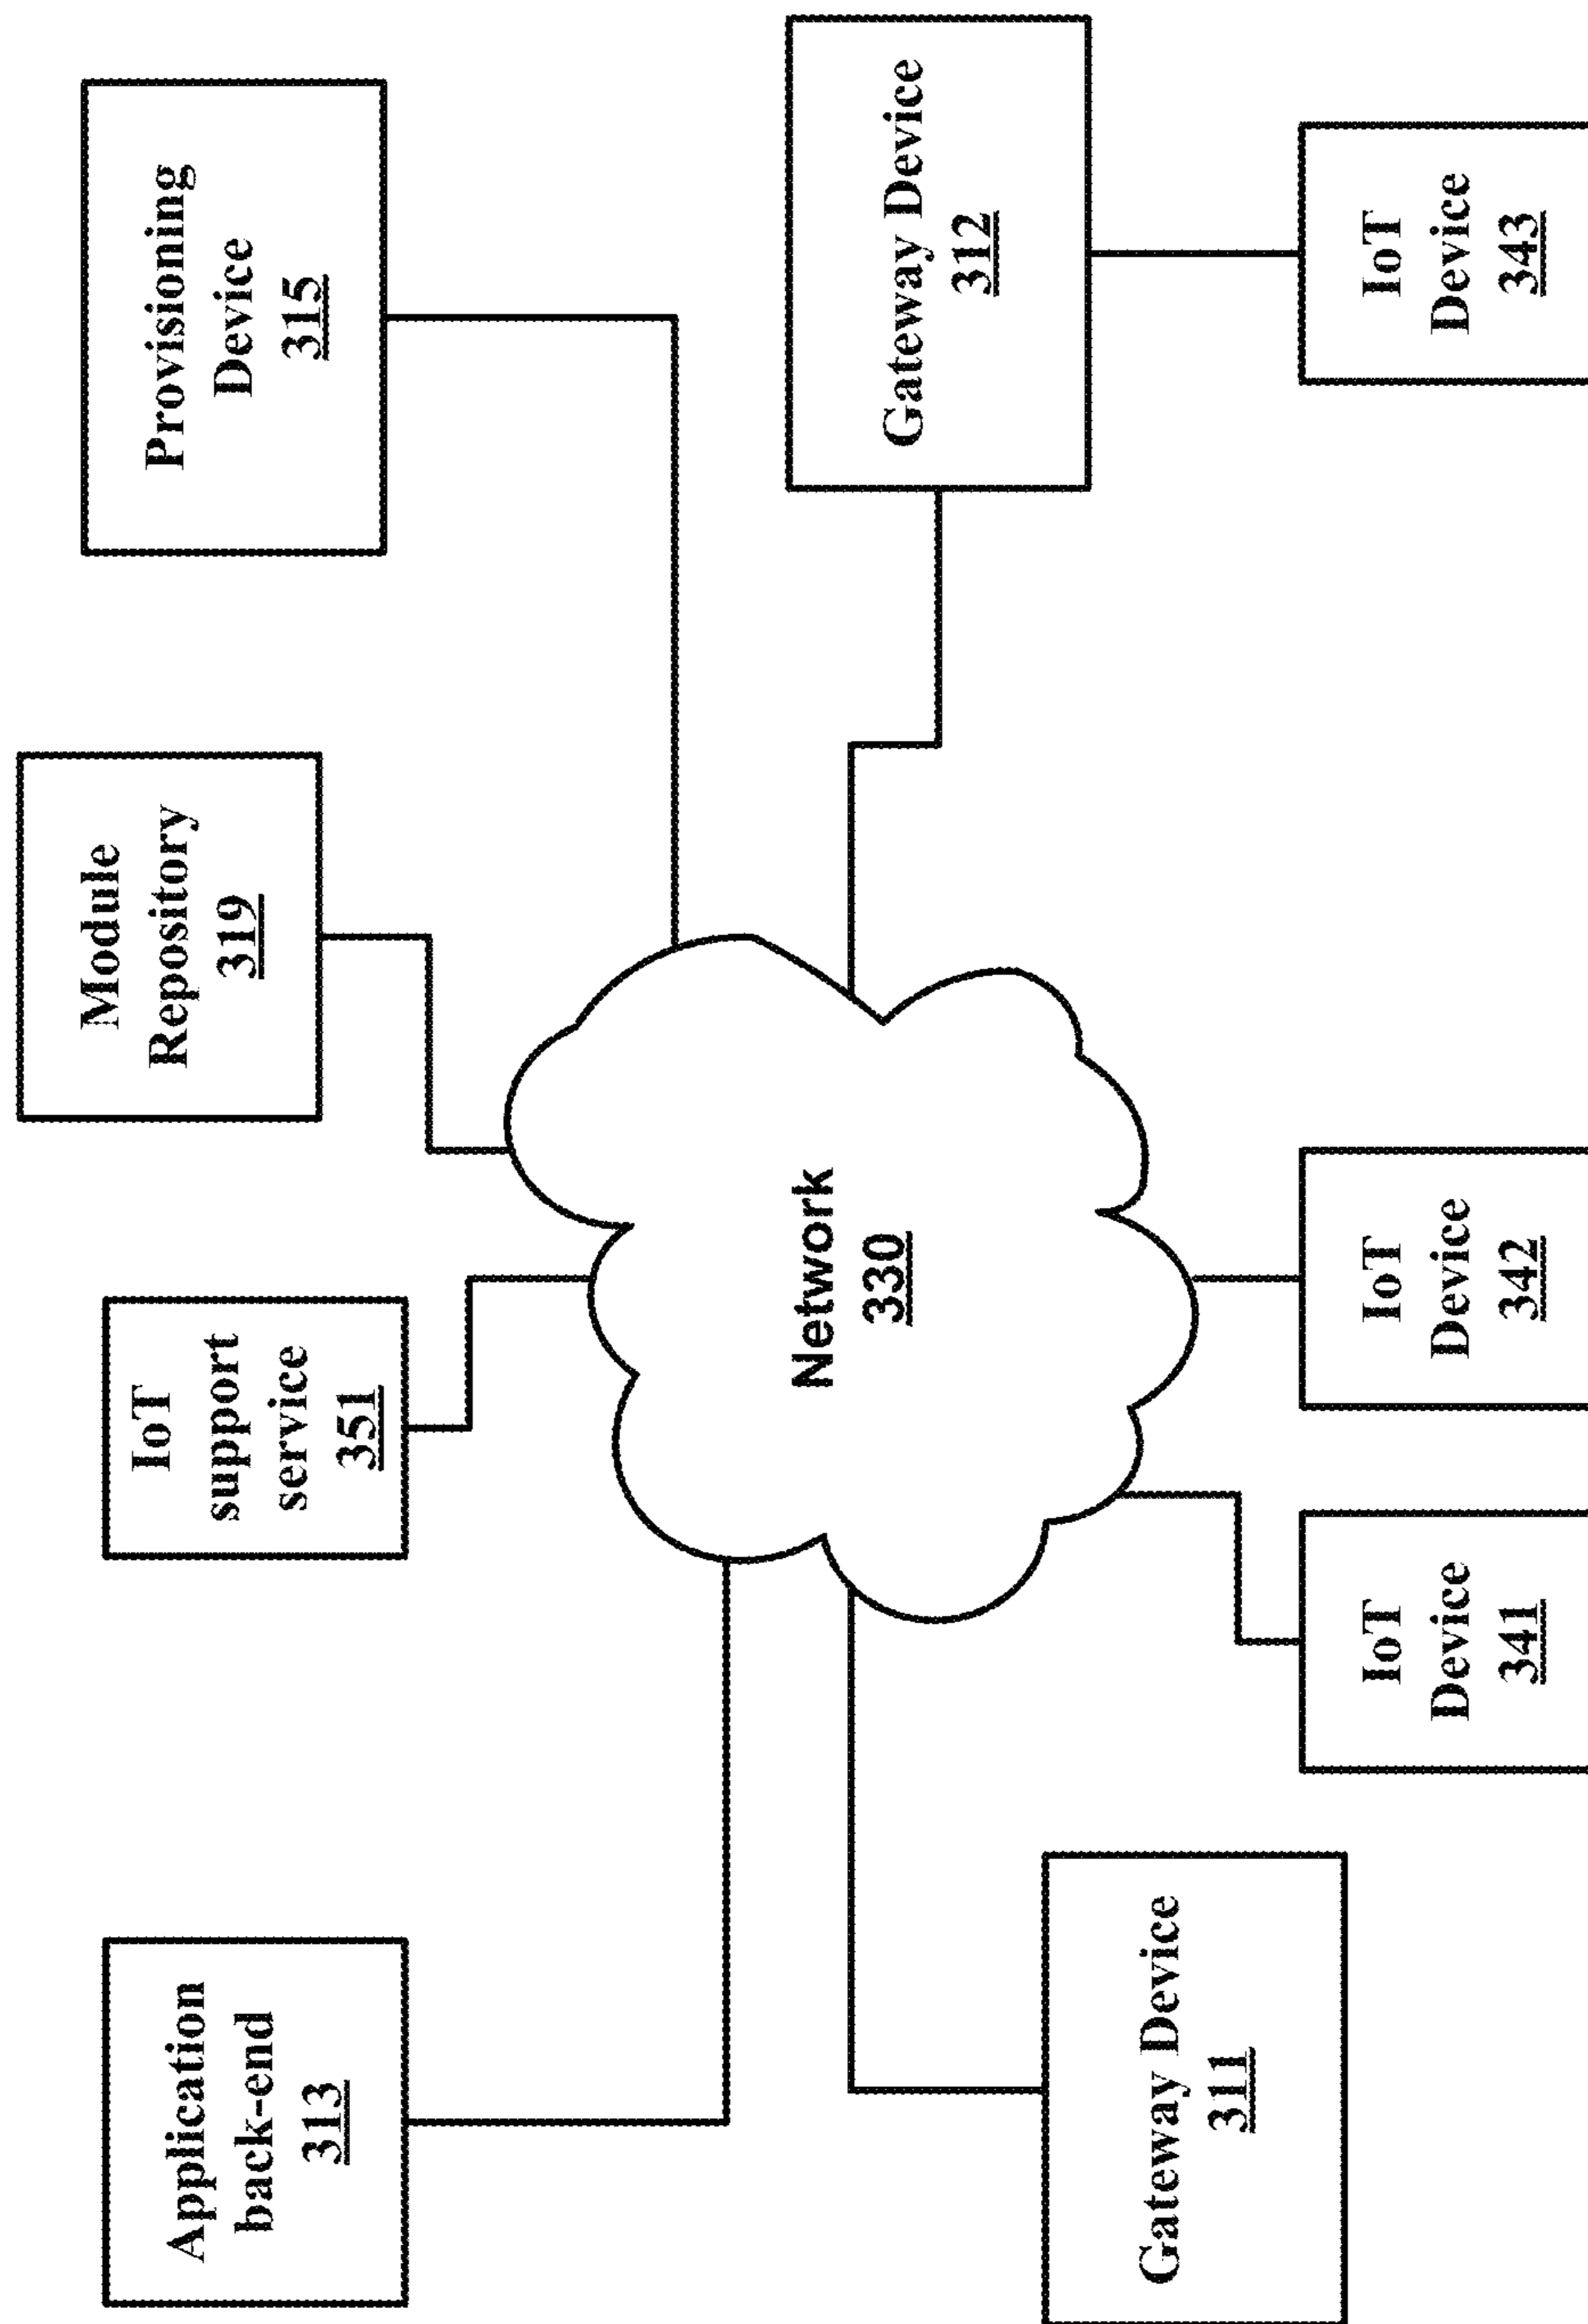 Application
back-end
313
IoT
support
service
351
Module
Repository
319
Provisioning
Device
315
Network
330
Gateway Device
311
Gateway Device
312
IoT
Device
341
IoT
Device
342
IoT
Device
343